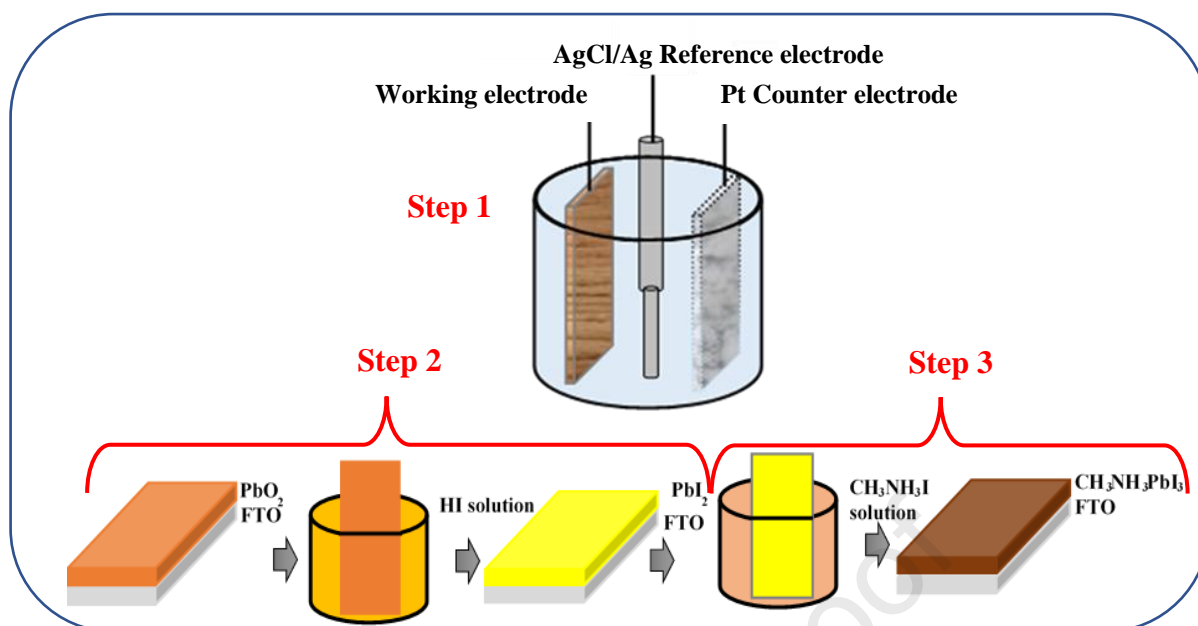 AgCl/Ag Reference electrode
Working electrode
Pt Counter electrode
Step 1
Step 2
Step 3
PbO₂
FTO
HI solution
PbI₂
FTO
CH₃NH₃I
solution
CH₃NH₃PbI₃
FTO